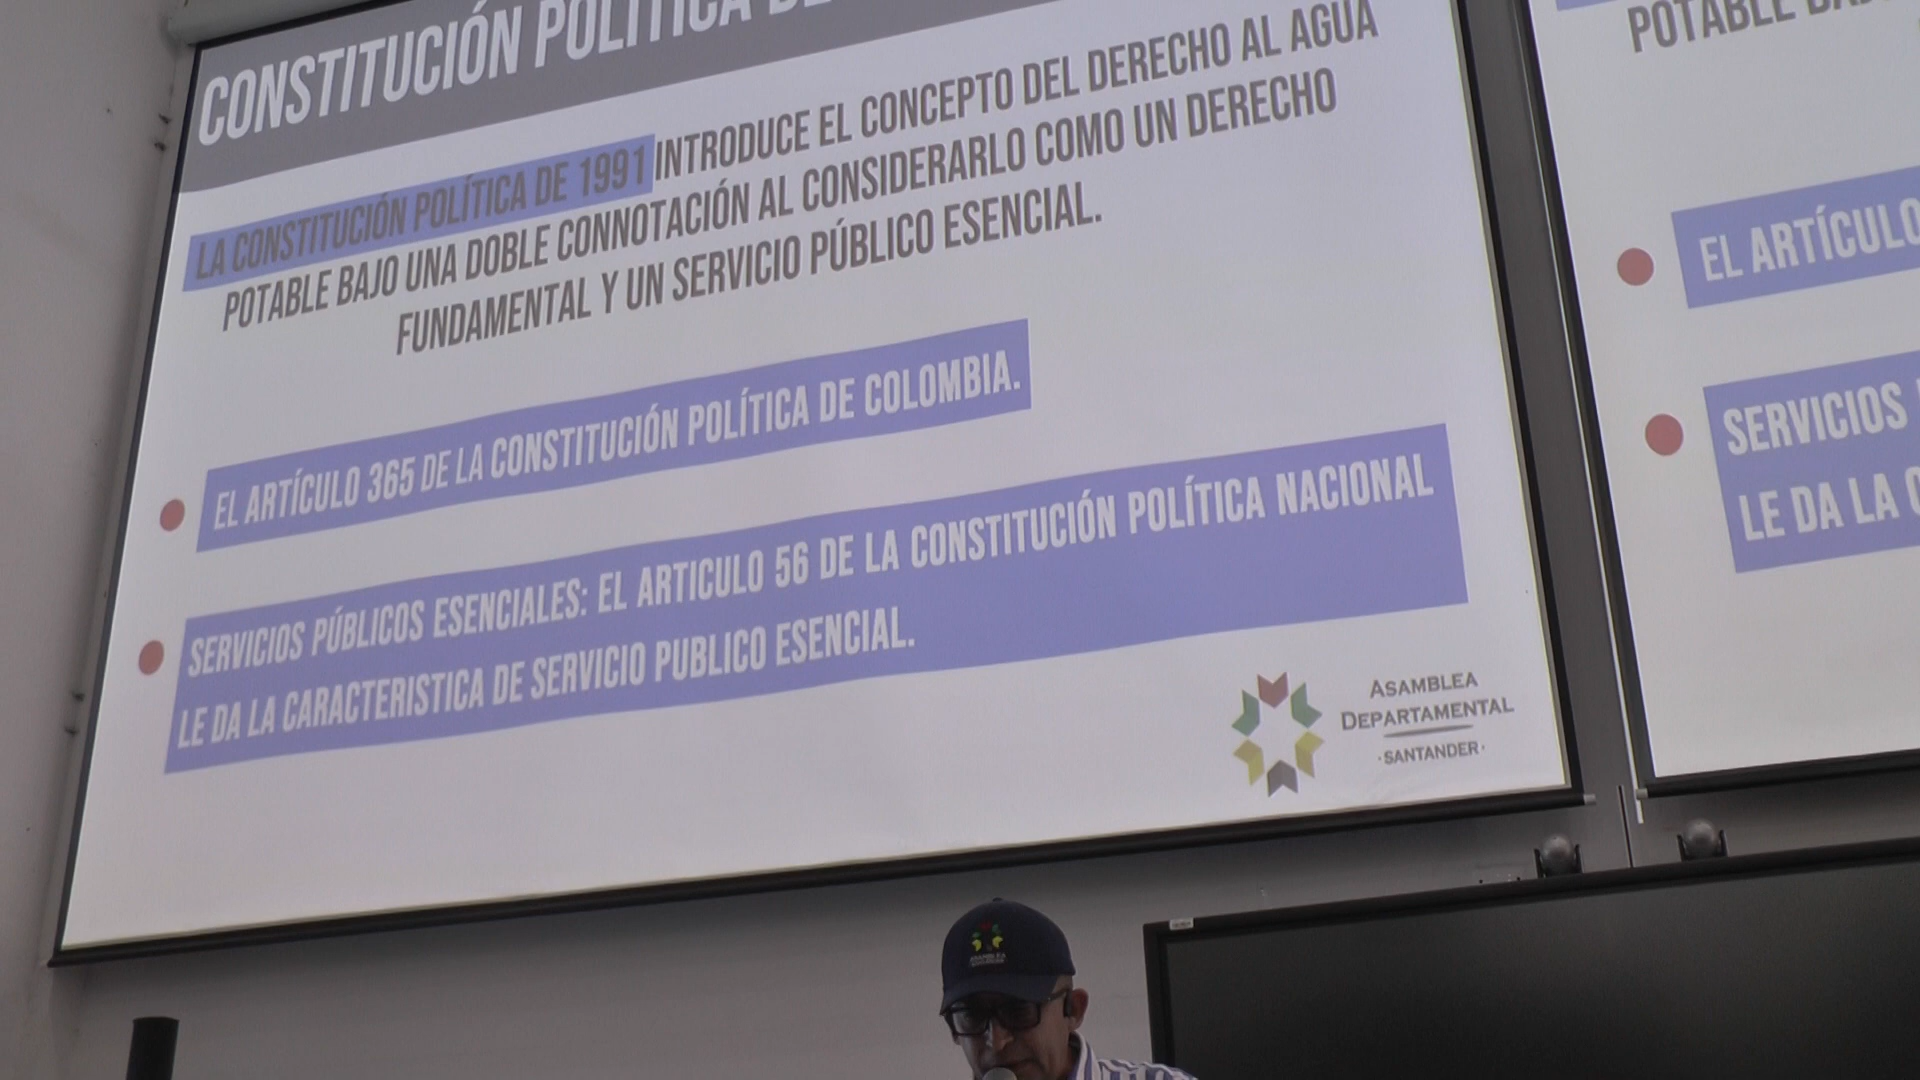 CONSTITUCIÓN POLÍTICA DE
LA CONSTITUCIÓN POLÍTICA DE 1991 INTRODUCE EL CONCEPTO DEL DERECHO AL AGUA
POTABLE BAJO UNA DOBLE CONNOTACIÓN AL CONSIDERARLO COMO UN DERECHO
FUNDAMENTAL Y UN SERVICIO PÚBLICO ESENCIAL.
EL ARTÍCULO 365 DE LA CONSTITUCIÓN POLÍTICA DE COLOMBIA.
SERVICIOS PÚBLICOS ESENCIALES: EL ARTICULO 56 DE LA CONSTITUCIÓN POLÍTICA NACIONAL
LE DA LA CARACTERISTICA DE SERVICIO PUBLICO ESENCIAL.
ASAMBLEA
DEPARTAMENTAL
·SANTANDER·
POTABLE
EL ARTÍCULO
SERVICIOS
LE DA LA